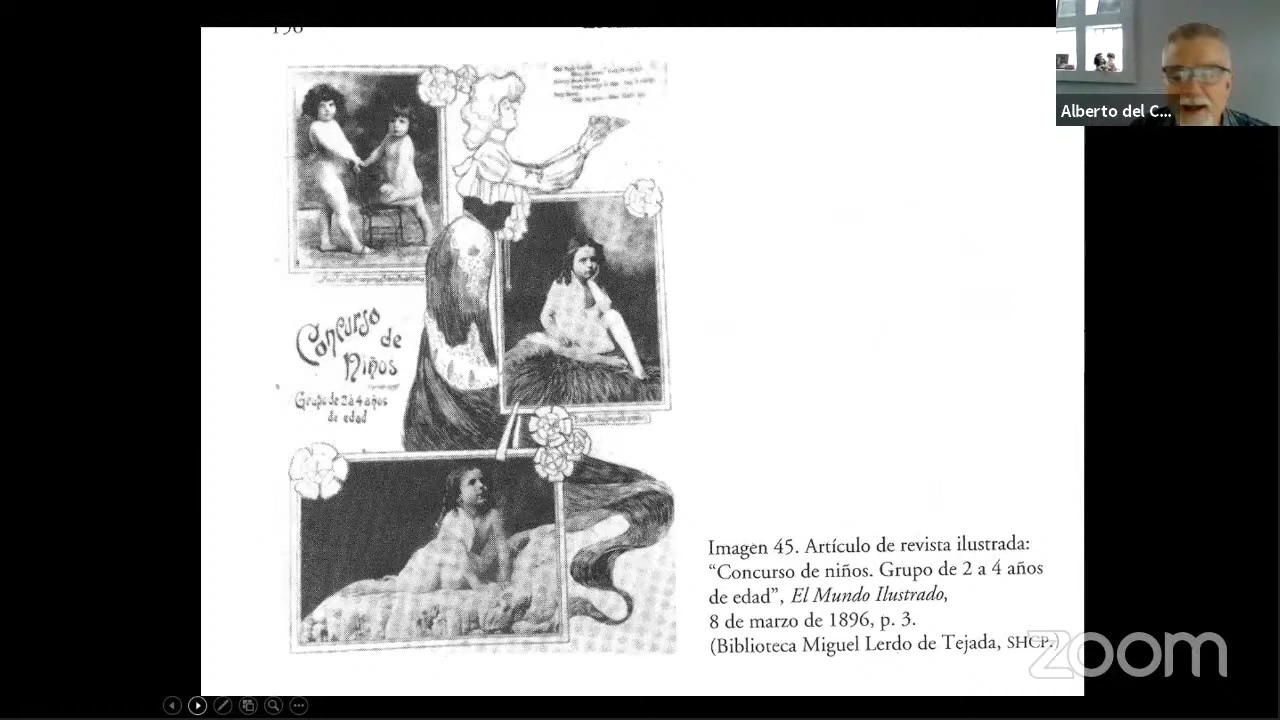 Alberto del C...
Concurso
de
Niños
Grupo de 2 a 4 años
de edad
Imagen 45. Artículo de revista ilustrada:
“Concurso de niños. Grupo de 2 a 4 años
de edad”, El Mundo Ilustrado,
8 de marzo de 1896, p. 3.
(Biblioteca Miguel Lerdo de Tejada, SHCP.)
zoom